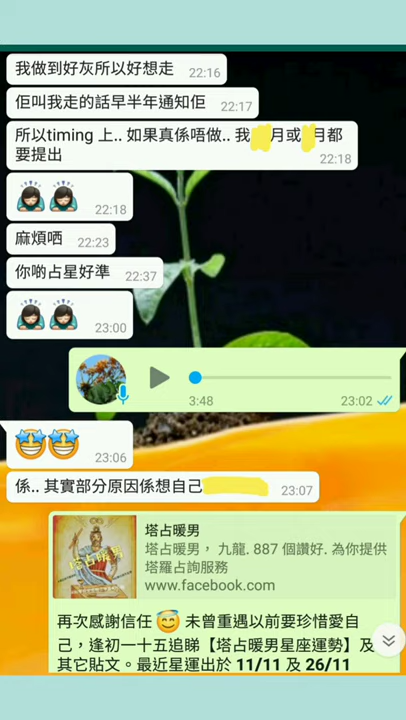 我做到好灰所以好想走 22:16
佢叫我走的話早半年通知佢 22:17
所以timing 上.. 如果真係唔做.. 我
月或 月都
要提出 22:18
22:18
麻煩哂 22:23
你啲占星好準 22:37
23:00
3:48 23:02
23:06
係.. 其實部分原因係想自己 23:07
塔占暖男
塔占暖男
塔占暖男， 九龍. 887 個讚好. 為你提供
塔羅占詢服務
www.facebook.com
再次感謝信任 未曾重遇以前要珍惜愛自
己，逢初一十五追睇【塔占暖男星座運勢】及
其它貼文。最近星運出於 11/11 及 26/11